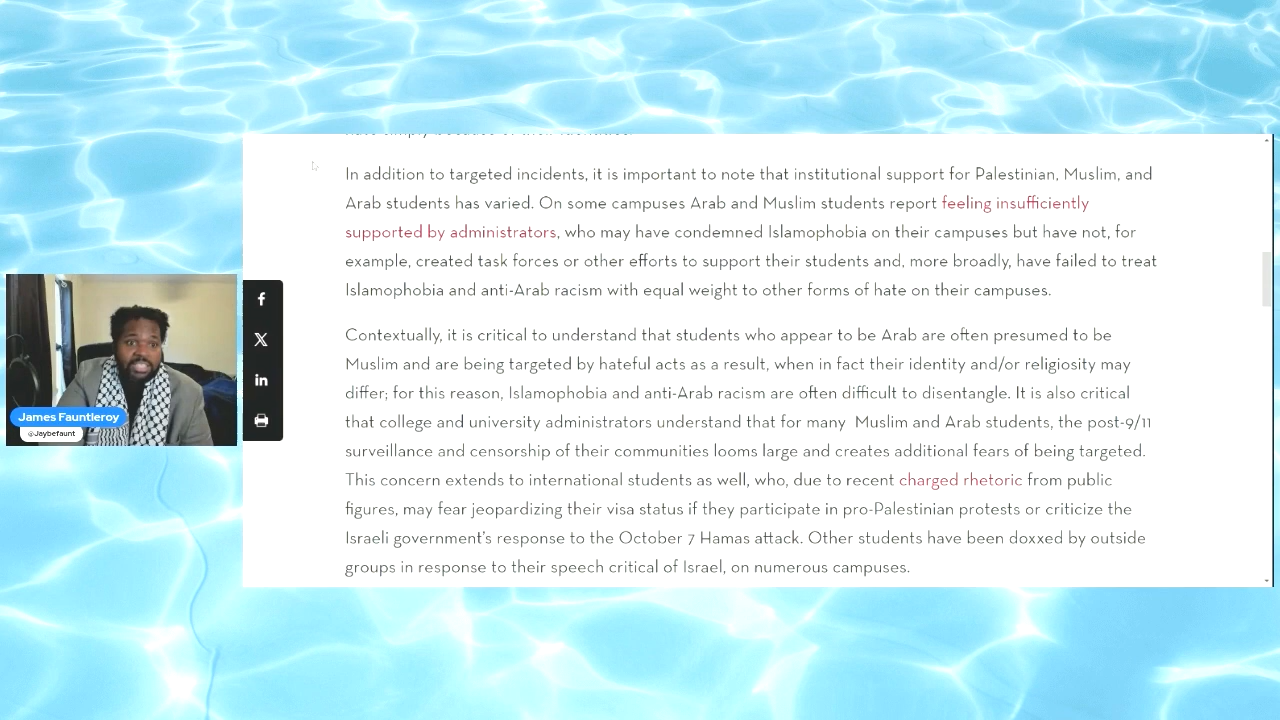 In addition to targeted incidents, it is important to note that institutional support for Palestinian, Muslim, and
Arab students has varied. On some campuses Arab and Muslim students report feeling insufficiently
supported by administrators, who may have condemned Islamophobia on their campuses but have not, for
example, created task forces or other efforts to support their students and, more broadly, have failed to treat
Islamophobia and anti-Arab racism with equal weight to other forms of hate on their campuses.
Contextually, it is critical to understand that students who appear to be Arab are often presumed to be
Muslim and are being targeted by hateful acts as a result, when in fact their identity and/or religiosity may
differ; for this reason, Islamophobia and anti-Arab racism are often difficult to disentangle. It is also critical
that college and university administrators understand that for many Muslim and Arab students, the post-9/11
surveillance and censorship of their communities looms large and creates additional fears of being targeted.
This concern extends to international students as well, who, due to recent charged rhetoric from public
figures, may fear jeopardizing their visa status if they participate in pro-Palestinian protests or criticize the
Israeli government's response to the October 7 Hamas attack. Other students have been doxxed by outside
groups in response to their speech critical of Israel, on numerous campuses.
James Fauntleroy
@Jaybefaunt